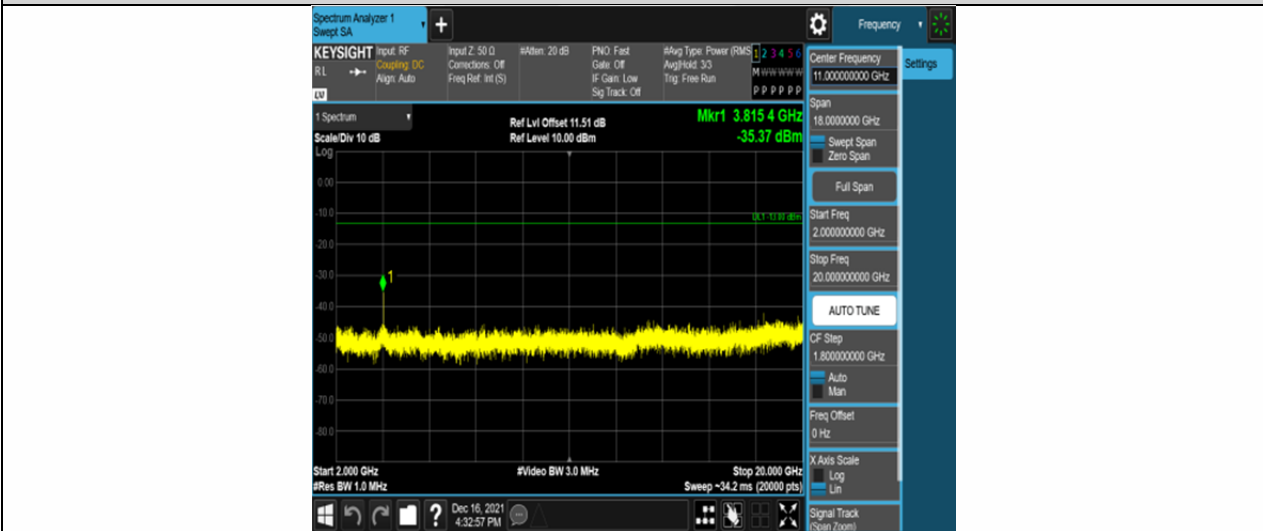 Spectrum Analyzer 1
Swept SA
+
Frequency
KEYSIGHT
RL
Input: RF
Coupling: DC
Align: Auto
Input Z: 50 Ω
Corrections: Off
Freq Ref: Int (S)
#Atten: 20 dB
PNO: Fast
Gate: Off
IF Gain: Low
Sig Track: Off
#Avg Type: Power (RMS
Avg|Hold: 3/3
Trig: Free Run
1 2 3 4 5 6
M W W W W W
P P P P P P
1 Spectrum
Scale/Div 10 dB
Log
Ref Lvl Offset 11.51 dB
Ref Level 10.00 dBm
Mkr1 3.815 4 GHz
-35.37 dBm
0.00
-10.0
DL1 -13.00 dBm
-20.0
-30.0
1
-40.0
-50.0
-60.0
-70.0
-80.0
Start 2.000 GHz
#Res BW 1.0 MHz
#Video BW 3.0 MHz
Stop 20.000 GHz
Sweep ~34.2 ms (20000 pts)
?
Dec 16, 2021
4:32:57 PM
Center Frequency
11.000000000 GHz
Settings
Span
18.0000000 GHz
Swept Span
Zero Span
Full Span
Start Freq
2.000000000 GHz
Stop Freq
20.000000000 GHz
AUTO TUNE
CF Step
1.800000000 GHz
Auto
Man
Freq Offset
0 Hz
X Axis Scale
Log
Lin
Signal Track
(Span Zoom)